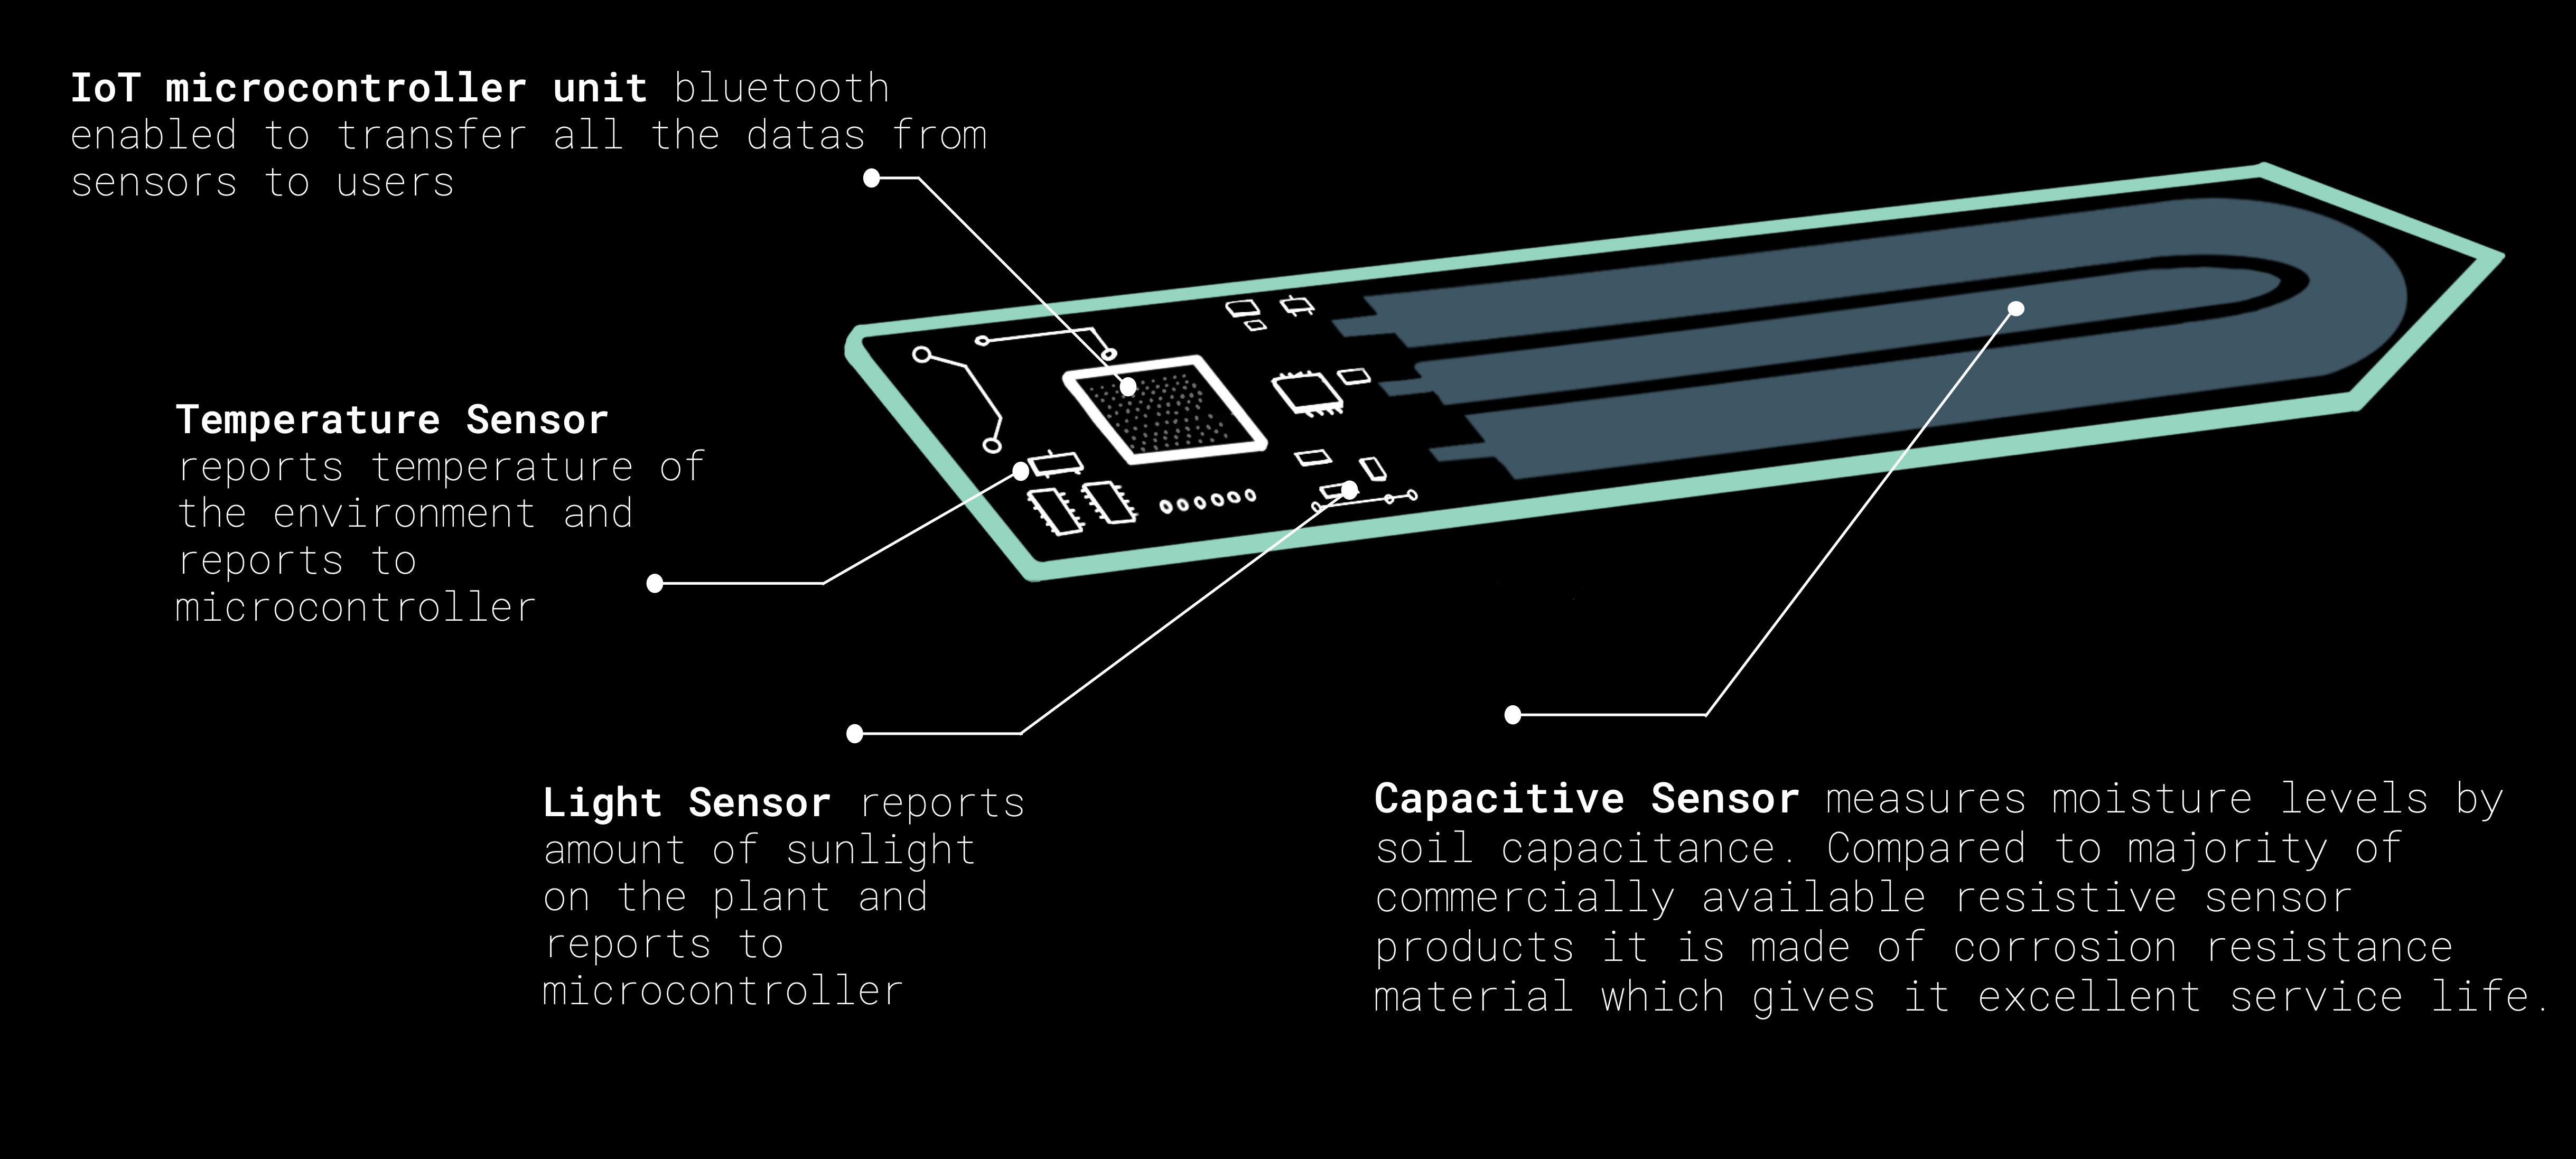 IoT microcontroller unit bluetooth
enabled to transfer all the datas from
sensors to users
Temperature Sensor
reports temperature of
the environment and
reports to
microcontroller
Light Sensor reports
amount of sunlight
on the plant and
reports to
microcontroller
Capacitive Sensor measures moisture levels by
soil capacitance. Compared to majority of
commercially available resistive sensor
products it is made of corrosion resistance
material which gives it excellent service life.